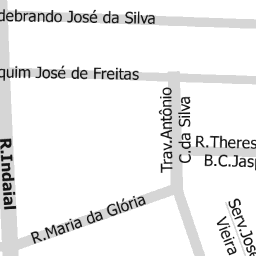 debrando José da Silva
quim José de Freitas
Trav.Antônio
C.da Silva
R.Theres
B.C.Jasp
R.Indaial
R.Maria da Glória
Serv.Jose
Vieira